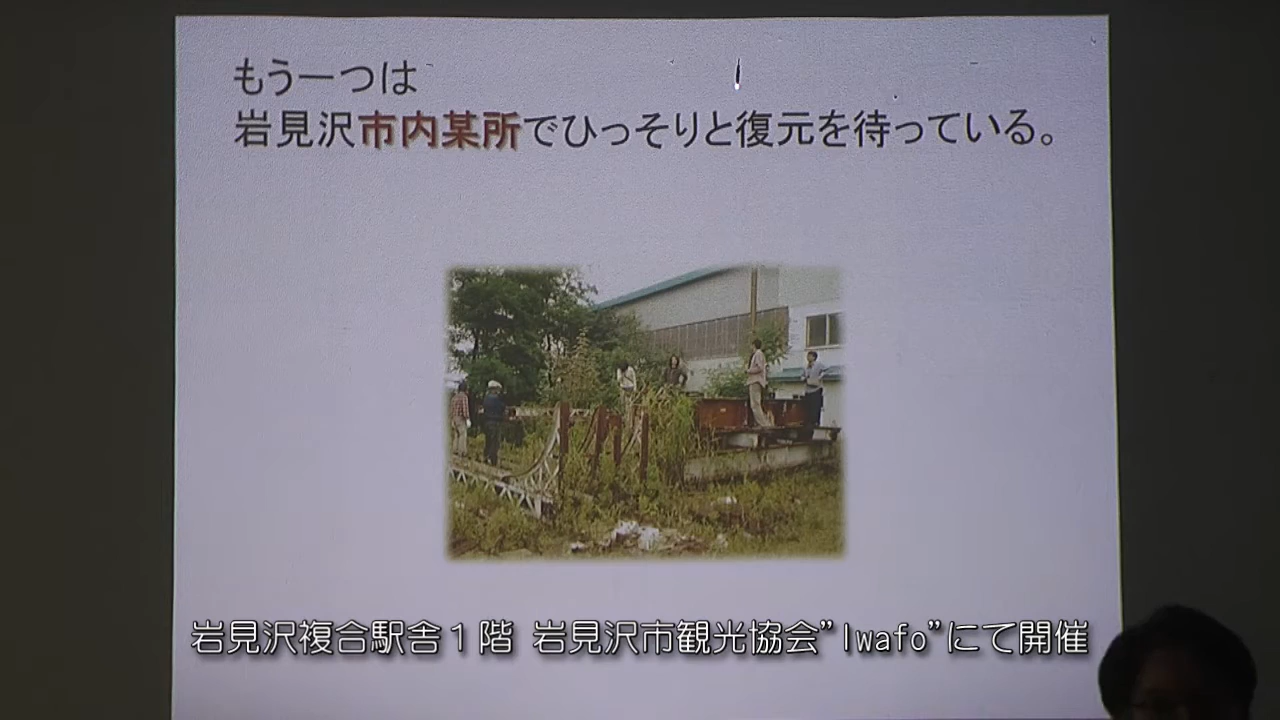 もう一つは
岩見沢市内某所でひっそりと復元を待っている。
岩見沢複合駅舎１階 岩見沢市観光協会”Iwafo”にて開催